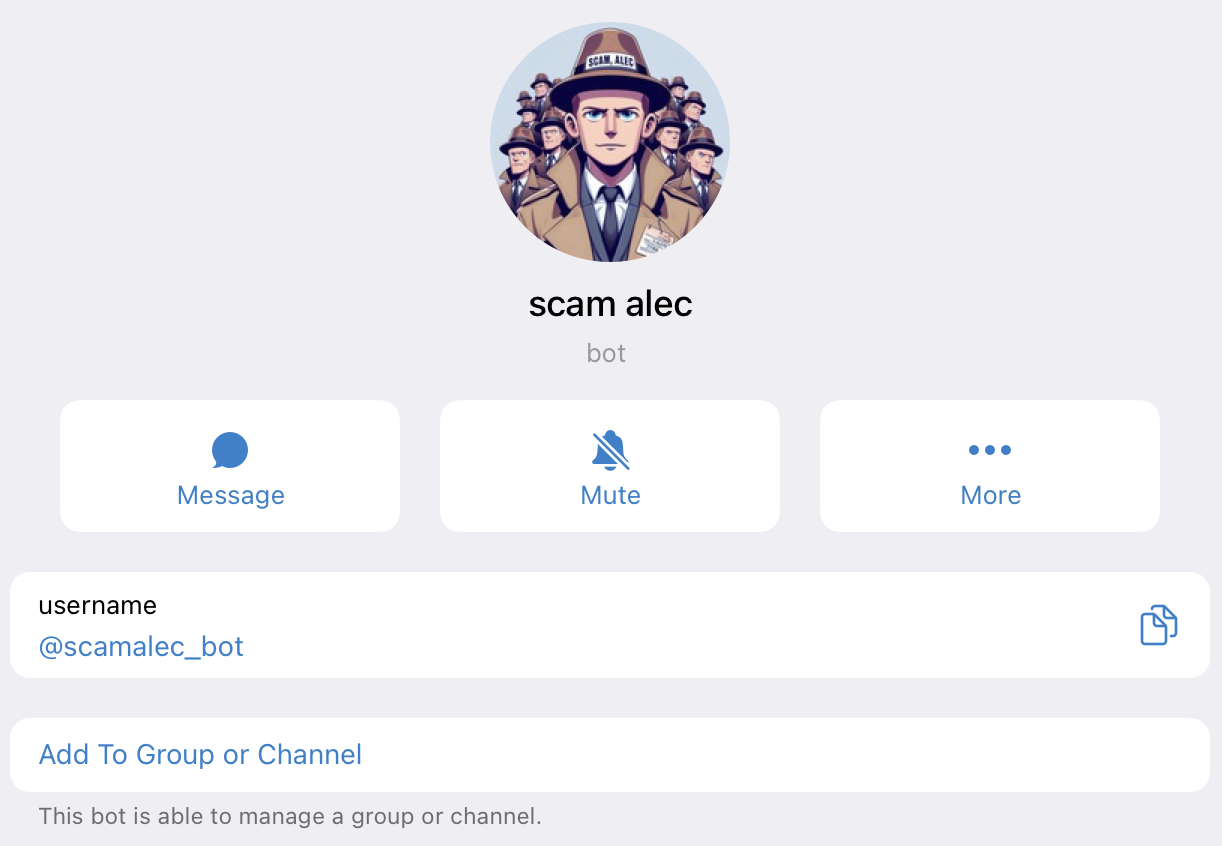 SCAM, ALEC
scam alec
bot
Message
Mute
More
username
@scamalec_bot
Add To Group or Channel
This bot is able to manage a group or channel.